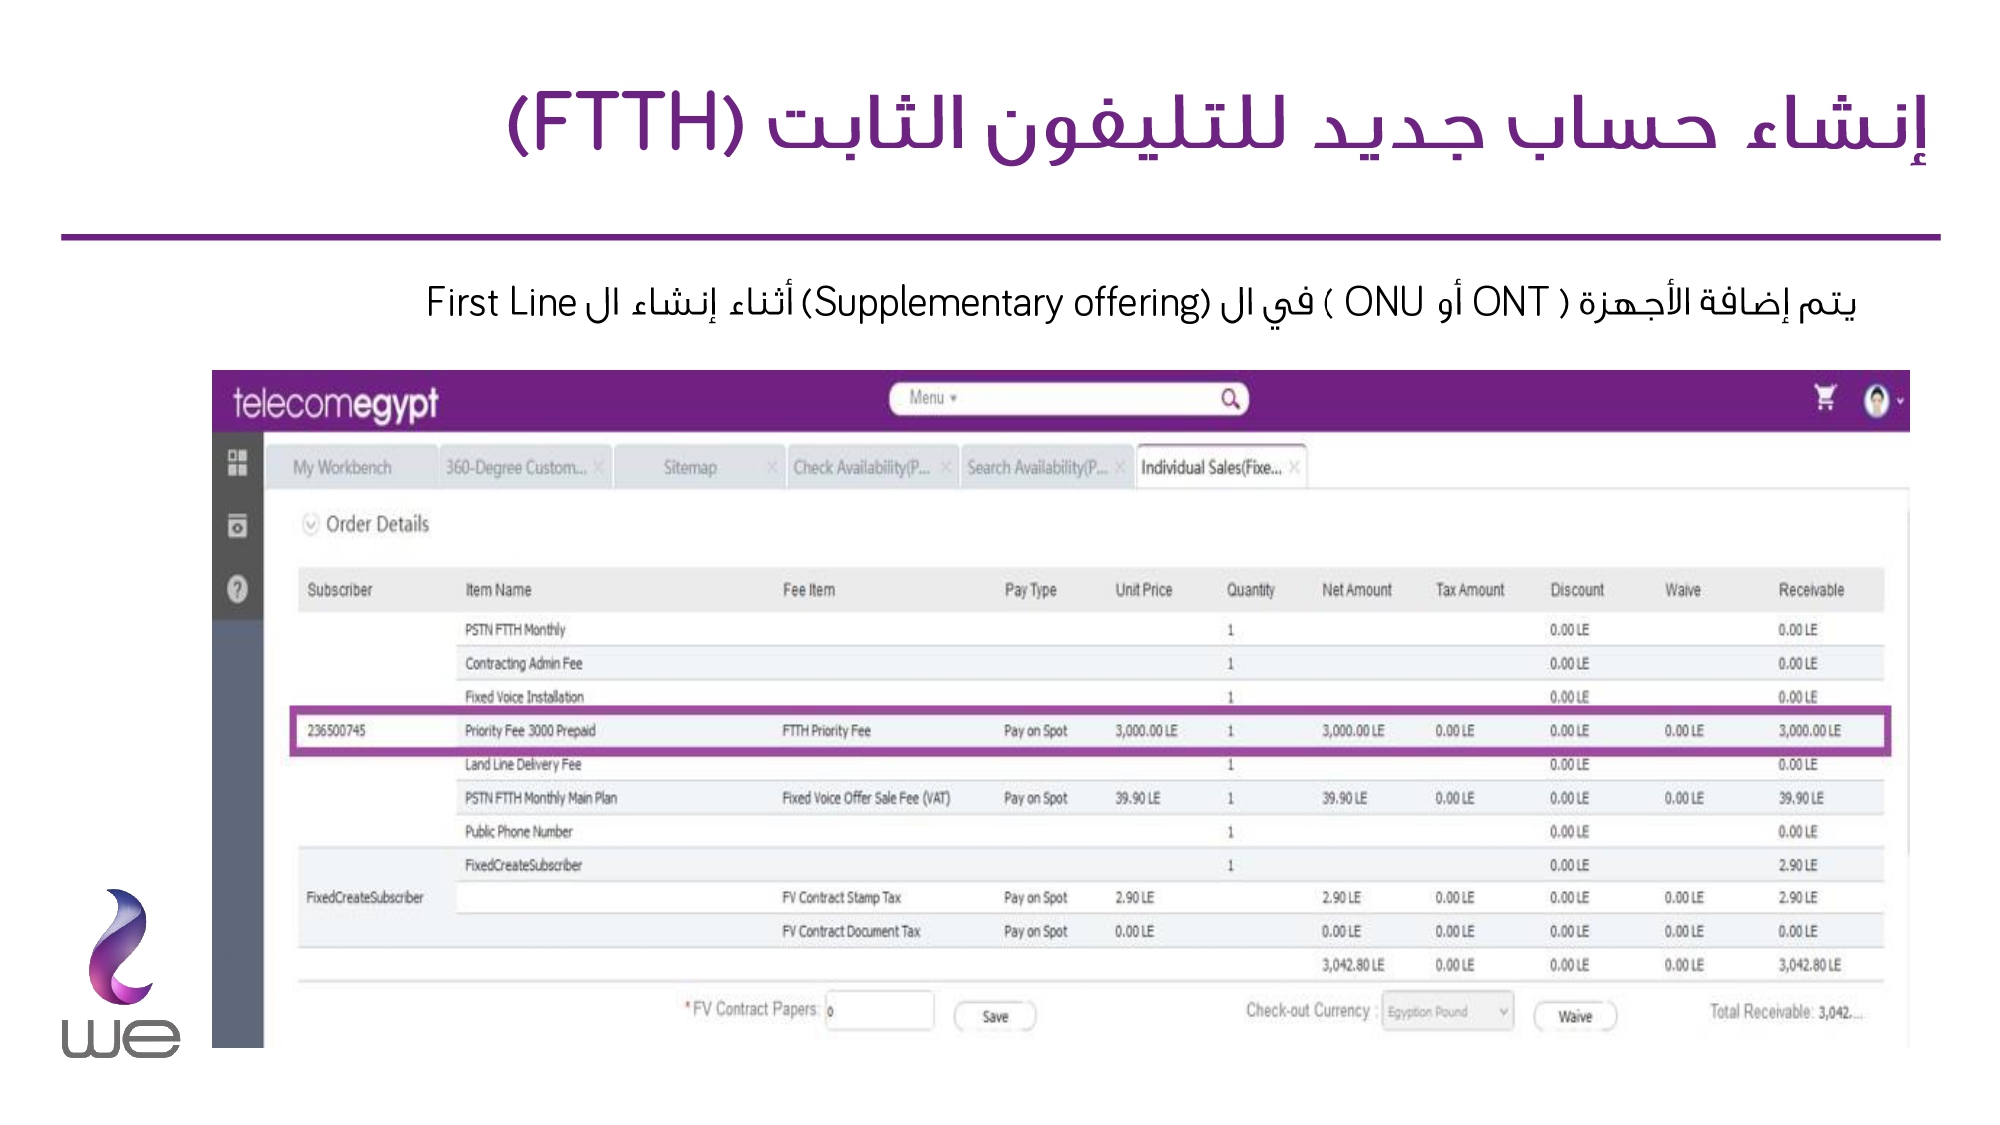 إنشاء حساب جديد للتليفون الثابت (FTTH)
يتم إضافة الأجهزة ( ONT أو ONU ) في ال (Supplementary offering) أثناء إنشاء ال First Line
telecomegypt
Menu
My Workbench 360-Degree Custom... Sitemap Check Availability(P... Search Availability(P... Individual Sales(Fixe...
Order Details
Subscriber Item Name Fee Item Pay Type Unit Price Quantity Net Amount Tax Amount Discount Waive Receivable
PSTN FTTH Monthly 1 0.00 LE 0.00 LE
Contracting Admin Fee 1 0.00 LE 0.00 LE
Fixed Voice Installation 1 0.00 LE 0.00 LE
236500745 Priority Fee 3000 Prepaid FTTH Priority Fee Pay on Spot 3,000.00 LE 1 3,000.00 LE 0.00 LE 0.00 LE 0.00 LE 3,000.00 LE
Land Line Delivery Fee 1 0.00 LE 0.00 LE
PSTN FTTH Monthly Main Plan Fixed Voice Offer Sale Fee (VAT) Pay on Spot 39.90 LE 1 39.90 LE 0.00 LE 0.00 LE 0.00 LE 39.90 LE
Public Phone Number 1 0.00 LE 0.00 LE
FixedCreateSubscriber 1 0.00 LE 2.90 LE
FixedCreateSubscriber FV Contract Stamp Tax Pay on Spot 2.90 LE 2.90 LE 0.00 LE 0.00 LE 0.00 LE 2.90 LE
FV Contract Document Tax Pay on Spot 0.00 LE 0.00 LE 0.00 LE 0.00 LE 0.00 LE 0.00 LE
3,042.80 LE 0.00 LE 0.00 LE 0.00 LE 3,042.80 LE
* FV Contract Papers: 0 Save Check-out Currency : Egyption Pound Waive Total Receivable: 3,042....
we